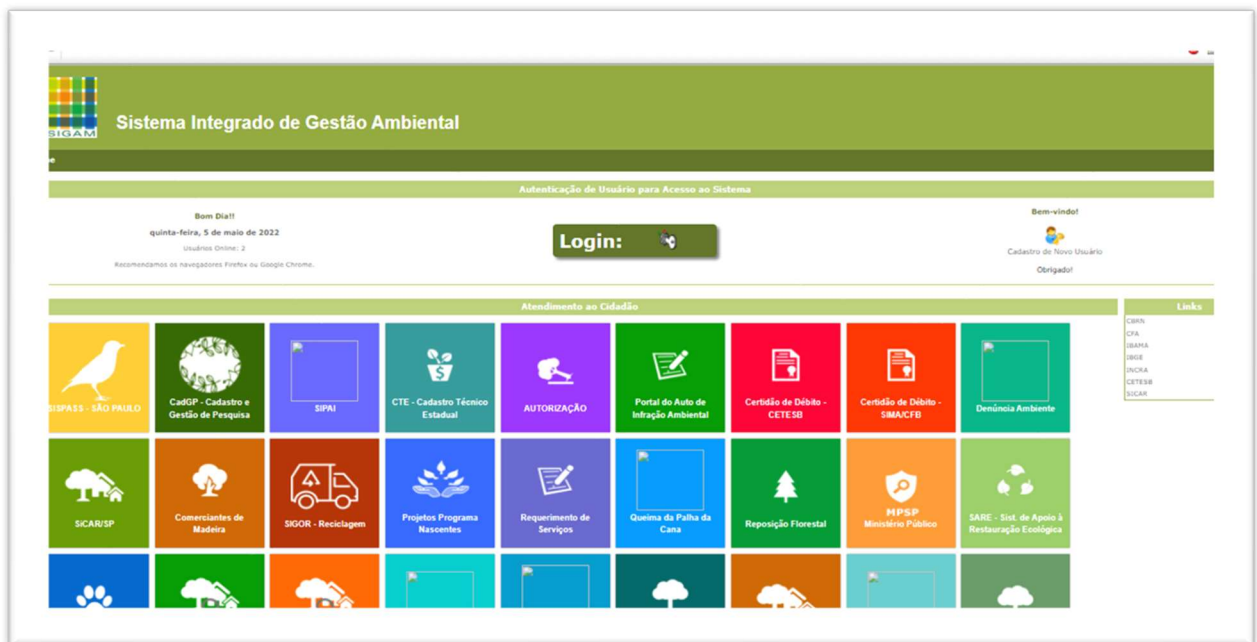 SIGAM
Sistema Integrado de Gestão Ambiental
Autenticação de Usuário para Acesso ao Sistema
Bom Dia!!
quinta-feira, 5 de maio de 2022
Usuários Online: 2
Recomendamos os navegadores Firefox ou Google Chrome.
Login:
Bem-vindo!
Cadastro de Novo Usuário
Obrigado!
Atendimento ao Cidadão
SISPASS - SÃO PAULO
CadGP - Cadastro e
Gestão de Pesquisa
SIPAI
CTE - Cadastro Técnico
Estadual
AUTORIZAÇÃO
Portal do Auto de
Infração Ambiental
Certidão de Débito -
CETESB
Certidão de Débito -
SIMA/CFB
Denúncia Ambiente
SiCAR/SP
Comerciantes de
Madeira
SIGOR - Reciclagem
Projetos Programa
Nascentes
Requerimento de
Serviços
Queima da Palha da
Cana
Reposição Florestal
MPSP
Ministério Público
SARE - Sist. de Apoio à
Restauração Ecológica
Links
CBRN
CFA
IBAMA
IBGE
INCRA
CETESB
SICAR